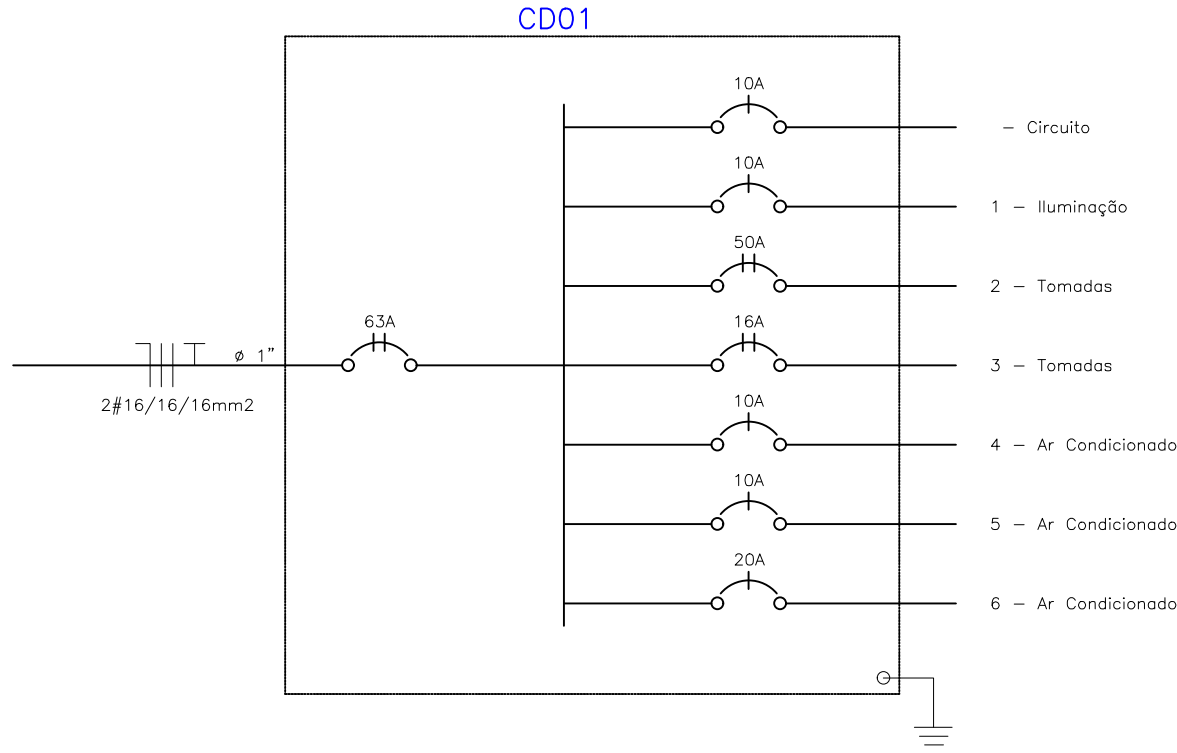 CD01
10A
- Circuito
10A
1 - Iluminação
50A
2 - Tomadas
63A
16A
ø 1"
3 - Tomadas
2#16/16/16mm2
10A
4 - Ar Condicionado
10A
5 - Ar Condicionado
20A
6 - Ar Condicionado